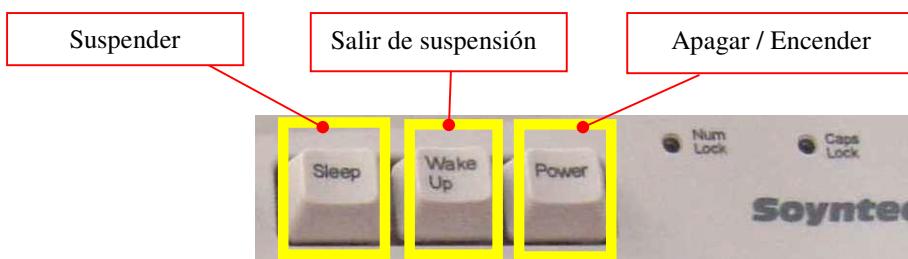 Suspender
Salir de suspensión
Apagar / Encender
Sleep
Wake
Up
Power
Num
Lock
Caps
Lock